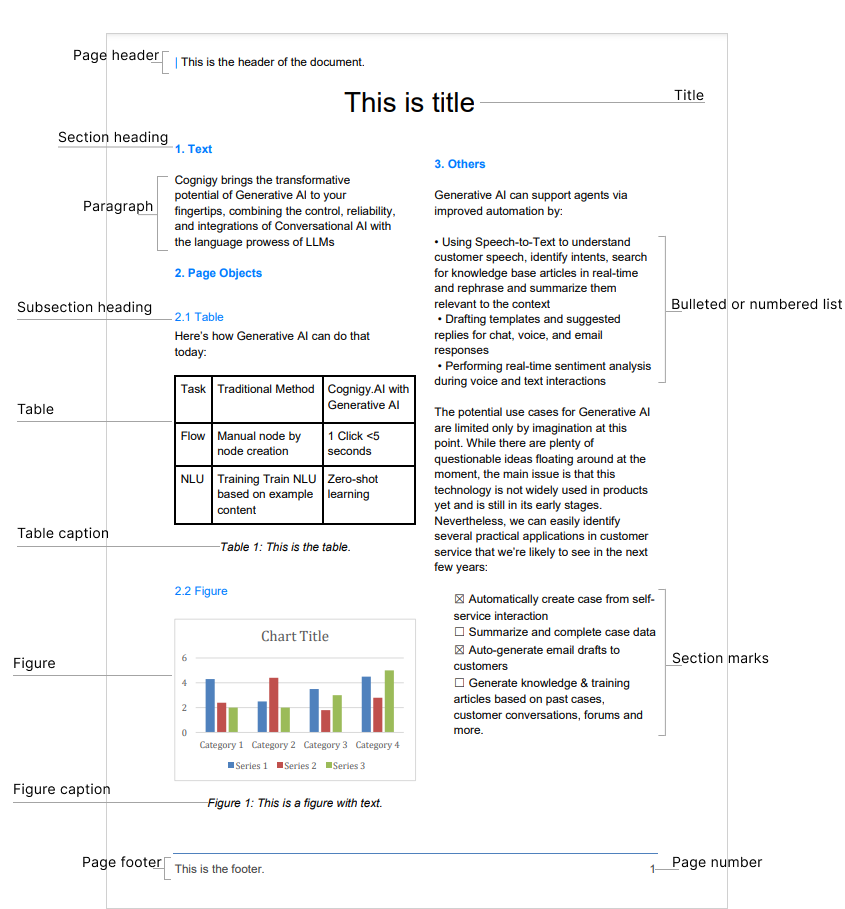 Page header
| This is the header of the document.
This is title
Title
Section heading
1. Text
Paragraph
Cognigy brings the transformative
potential of Generative AI to your
fingertips, combining the control, reliability,
and integrations of Conversational AI with
the language prowess of LLMs
2. Page Objects
Subsection heading
2.1 Table
Here's how Generative AI can do that
today:
Table
Task Traditional Method Cognigy.AI with
Generative AI
Flow Manual node by 1 Click <5
node creation seconds
NLU Training Train NLU Zero-shot
based on example learning
content
Table caption
Table 1: This is the table.
2.2 Figure
Figure
Chart Title
6
4
2
0
Category 1 Category 2 Category 3 Category 4
Series 1 Series 2 Series 3
Figure caption
Figure 1: This is a figure with text.
3. Others
Generative AI can support agents via
improved automation by:
• Using Speech-to-Text to understand
customer speech, identify intents, search
for knowledge base articles in real-time
and rephrase and summarize them
relevant to the context
• Drafting templates and suggested
replies for chat, voice, and email
responses
• Performing real-time sentiment analysis
during voice and text interactions
Bulleted or numbered list
The potential use cases for Generative AI
are limited only by imagination at this
point. While there are plenty of
questionable ideas floating around at the
moment, the main issue is that this
technology is not widely used in products
yet and is still in its early stages.
Nevertheless, we can easily identify
several practical applications in customer
service that we're likely to see in the next
few years:
☒ Automatically create case from self-
service interaction
☐ Summarize and complete case data
☒ Auto-generate email drafts to
customers
☐ Generate knowledge & training
articles based on past cases,
customer conversations, forums and
more.
Section marks
Page footer
This is the footer.
1
Page number